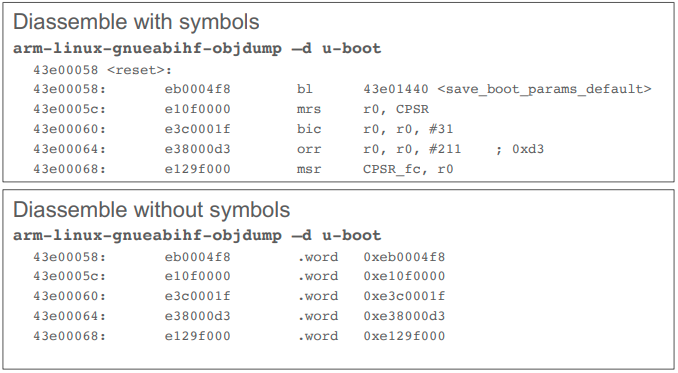 Diassemble with symbols
arm-linux-gnueabihf-objdump –d u-boot
43e00058 <reset>:
43e00058: eb0004f8 bl 43e01440 <save_boot_params_default>
43e0005c: e10f0000 mrs r0, CPSR
43e00060: e3c0001f bic r0, r0, #31
43e00064: e38000d3 orr r0, r0, #211 ; 0xd3
43e00068: e129f000 msr CPSR_fc, r0
Diassemble without symbols
arm-linux-gnueabihf-objdump –d u-boot
43e00058: eb0004f8 .word 0xeb0004f8
43e0005c: e10f0000 .word 0xe10f0000
43e00060: e3c0001f .word 0xe3c0001f
43e00064: e38000d3 .word 0xe38000d3
43e00068: e129f000 .word 0xe129f000